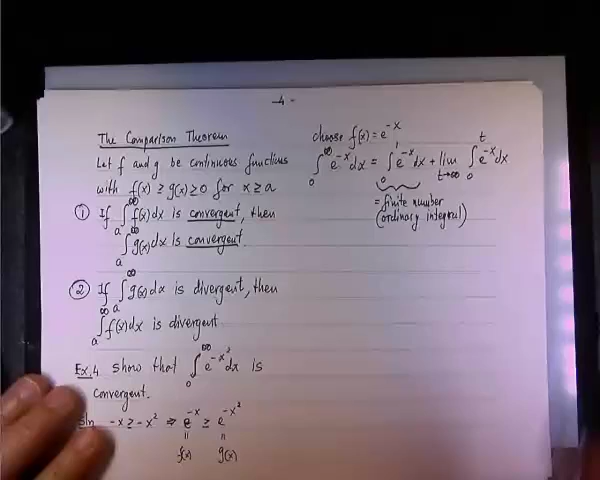 -4-
The Comparison Theorem
Let f and g be continuous functions
with f(x) ≥ g(x) ≥ 0 for x ≥ a
① If ∫_a^∞ f(x)dx is convergent, then
∫_a^∞ g(x)dx is convergent.
② If ∫_a^∞ g(x)dx is divergent, then
∫_a^∞ f(x)dx is divergent
Ex.4 show that ∫_0^∞ e^{-x²}dx is
convergent.
Sln -x ≥ -x² ⇒ e^{-x} ≥ e^{-x²}
= =
f(x) g(x)
choose f(x) = e^{-x}
∫_0^∞ e^{-x}dx = ∫_0^1 e^{-x}dx + lim_{t→∞} ∫_0^t e^{-x}dx
= finite number
(ordinary integral)